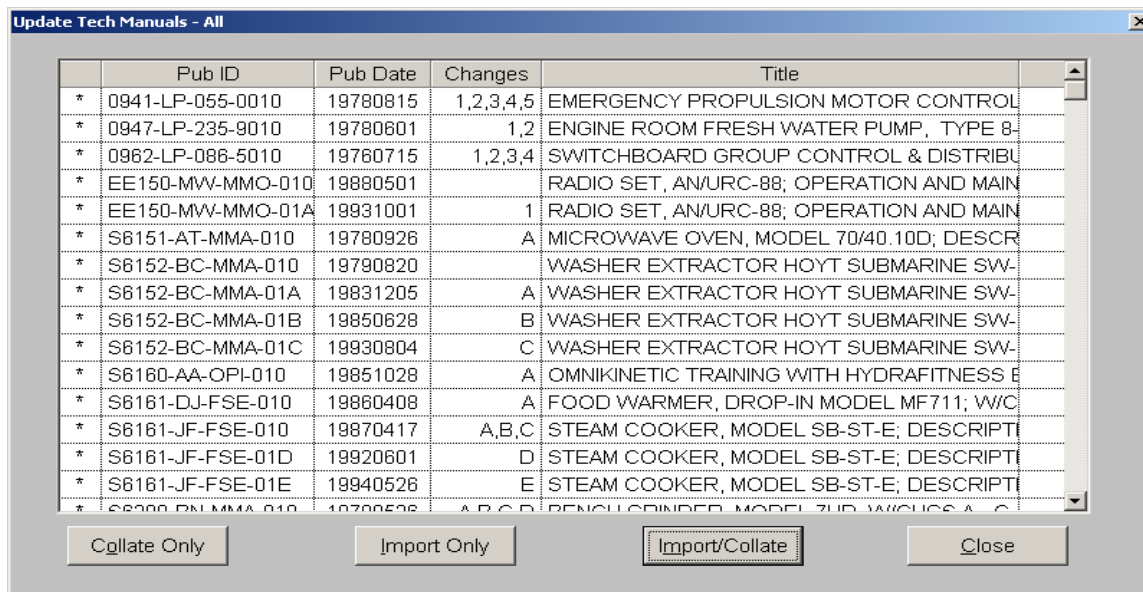 Update Tech Manuals - All
Pub ID Pub Date Changes Title
* 0941-LP-055-0010 19780815 1,2,3,4,5 EMERGENCY PROPULSION MOTOR CONTROL
* 0947-LP-235-9010 19780601 1,2 ENGINE ROOM FRESH WATER PUMP, TYPE 8-
* 0962-LP-086-5010 19760715 1,2,3,4 SWITCHBOARD GROUP CONTROL & DISTRIBU
* EE150-MW-MMO-010 19880501 RADIO SET, AN/URC-88; OPERATION AND MAIN
* EE150-MW-MMO-01A 19931001 1 RADIO SET, AN/URC-88; OPERATION AND MAIN
* S6151-AT-MMA-010 19780926 A MICROWAVE OVEN, MODEL 70/40.10D; DESCR
* S6152-BC-MMA-010 19790820 WASHER EXTRACTOR HOYT SUBMARINE SW-
* S6152-BC-MMA-01A 19831205 A WASHER EXTRACTOR HOYT SUBMARINE SW-
* S6152-BC-MMA-01B 19850628 B WASHER EXTRACTOR HOYT SUBMARINE SW-
* S6152-BC-MMA-01C 19930804 C WASHER EXTRACTOR HOYT SUBMARINE SW-
* S6160-AA-OPI-010 19851028 A OMNIKINETIC TRAINING WITH HYDRAFITNESS E
* S6161-DJ-FSE-010 19860408 A FOOD WARMER, DROP-IN MODEL MF711; W/C
* S6161-JF-FSE-010 19870417 A,B,C STEAM COOKER, MODEL SB-ST-E; DESCRIPTI
* S6161-JF-FSE-01D 19920601 D STEAM COOKER, MODEL SB-ST-E; DESCRIPTI
* S6161-JF-FSE-01E 19940526 E STEAM COOKER, MODEL SB-ST-E; DESCRIPTI
* A,B,C,D BENCH GRINDER, MODEL
Collate Only Import Only Import/Collate Close